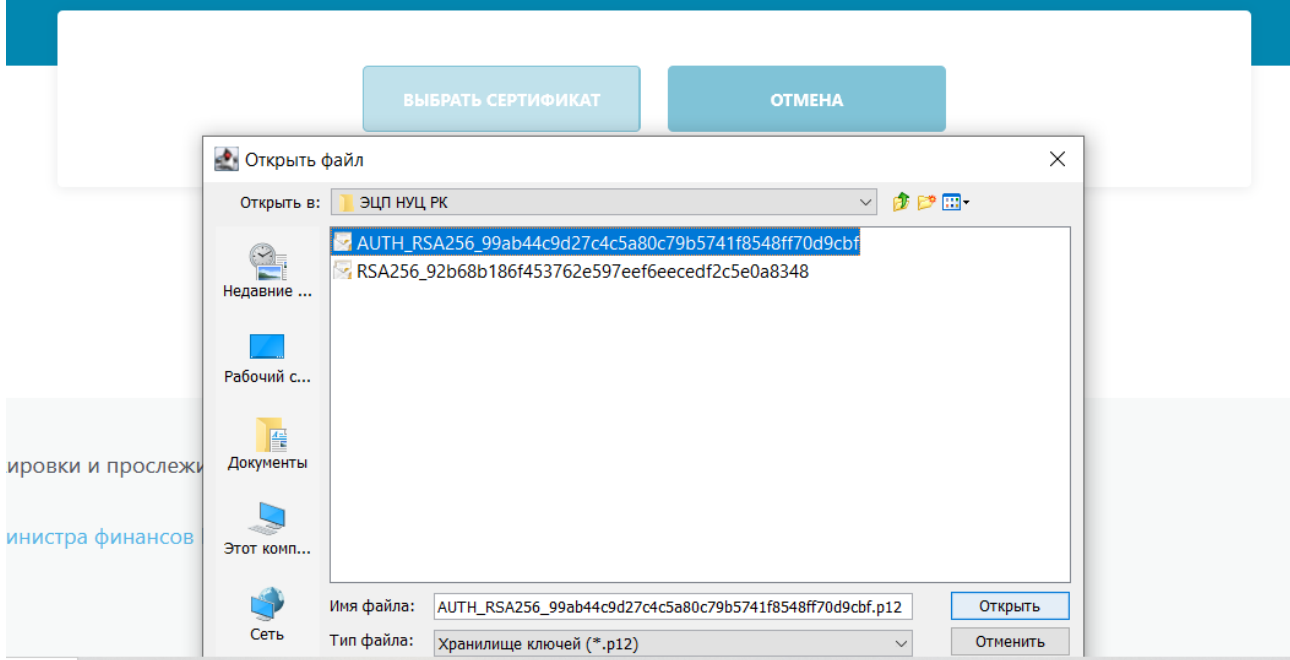 ВЫБРАТЬ СЕРТИФИКАТ
ОТМЕНА
Открыть файл
Открыть в:
ЭЦП НУЦ РК
AUTH_RSA256_99ab44c9d27c4c5a80c79b5741f8548ff70d9cbf
RSA256_92b68b186f453762e597eef6eecedf2c5e0a8348
Недавние ...
Рабочий с...
Документы
Этот комп...
Сеть
ировки и прослежи
инистра финансов
Имя файла:
AUTH_RSA256_99ab44c9d27c4c5a80c79b5741f8548ff70d9cbf.p12
Открыть
Тип файла:
Хранилище ключей (*.p12)
Отменить